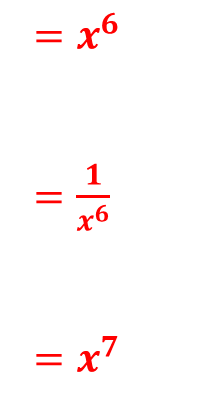 = x⁶
= 1/x⁶
= x⁷